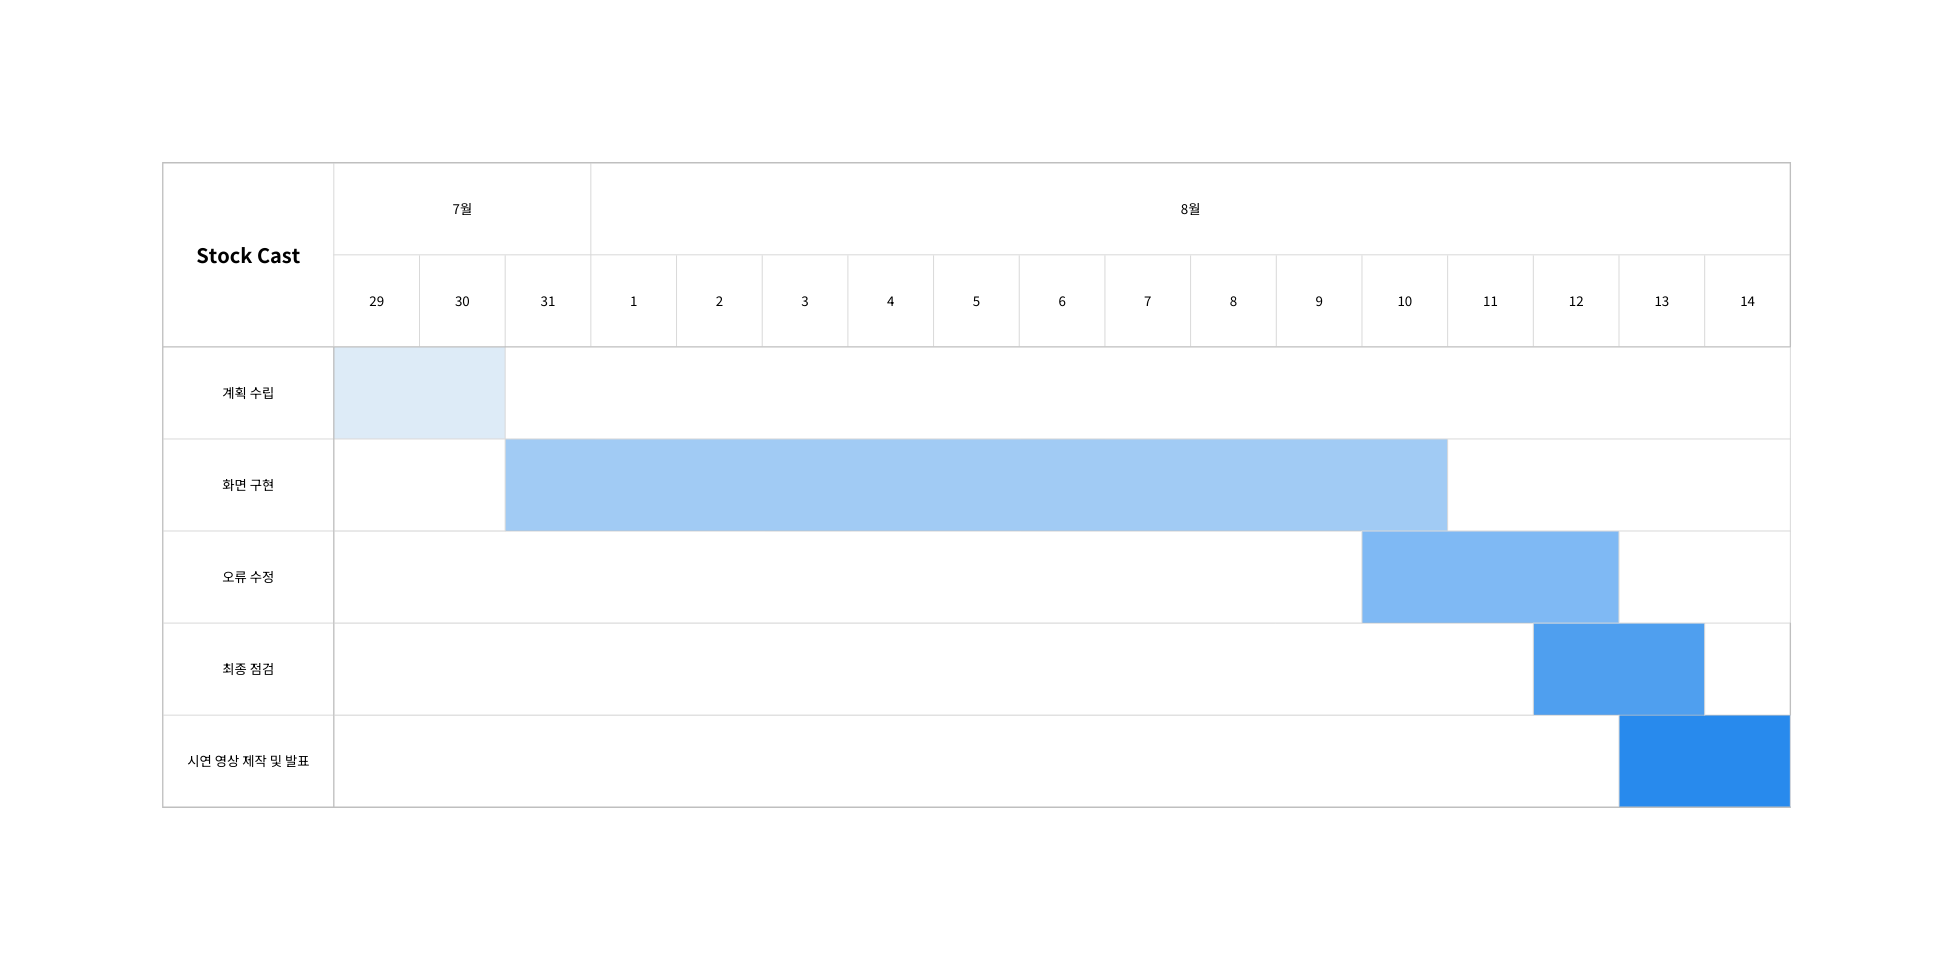 Stock Cast
7월
8월
29 30 31 1 2 3 4 5 6 7 8 9 10 11 12 13 14
계획 수립
화면 구현
오류 수정
최종 점검
시연 영상 제작 및 발표